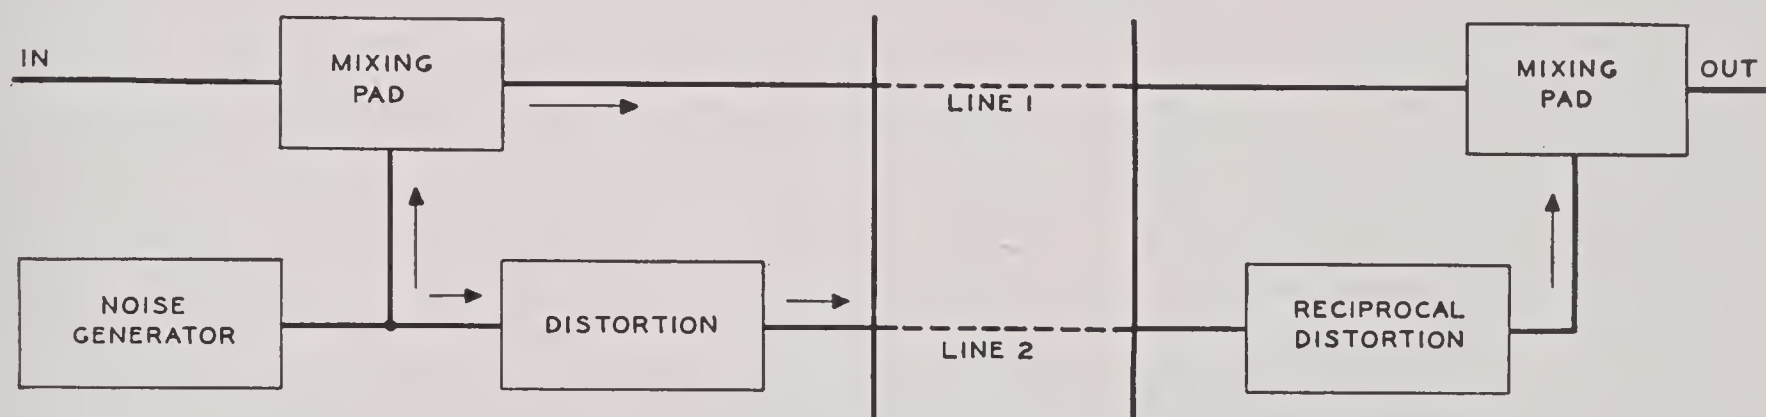 IN
MIXING
PAD
LINE 1
MIXING
PAD
OUT
NOISE
GENERATOR
DISTORTION
LINE 2
RECIPROCAL
DISTORTION